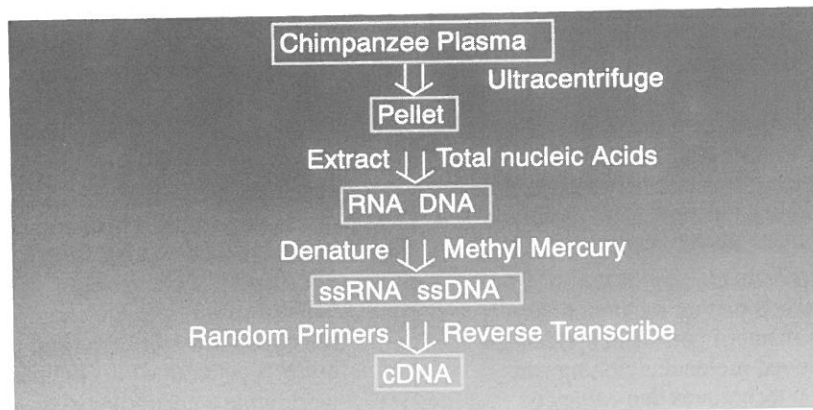 Chimpanzee Plasma
Ultracentrifuge
Pellet
Extract Total nucleic Acids
RNA DNA
Denature Methyl Mercury
ssRNA ssDNA
Random Primers Reverse Transcribe
cDNA